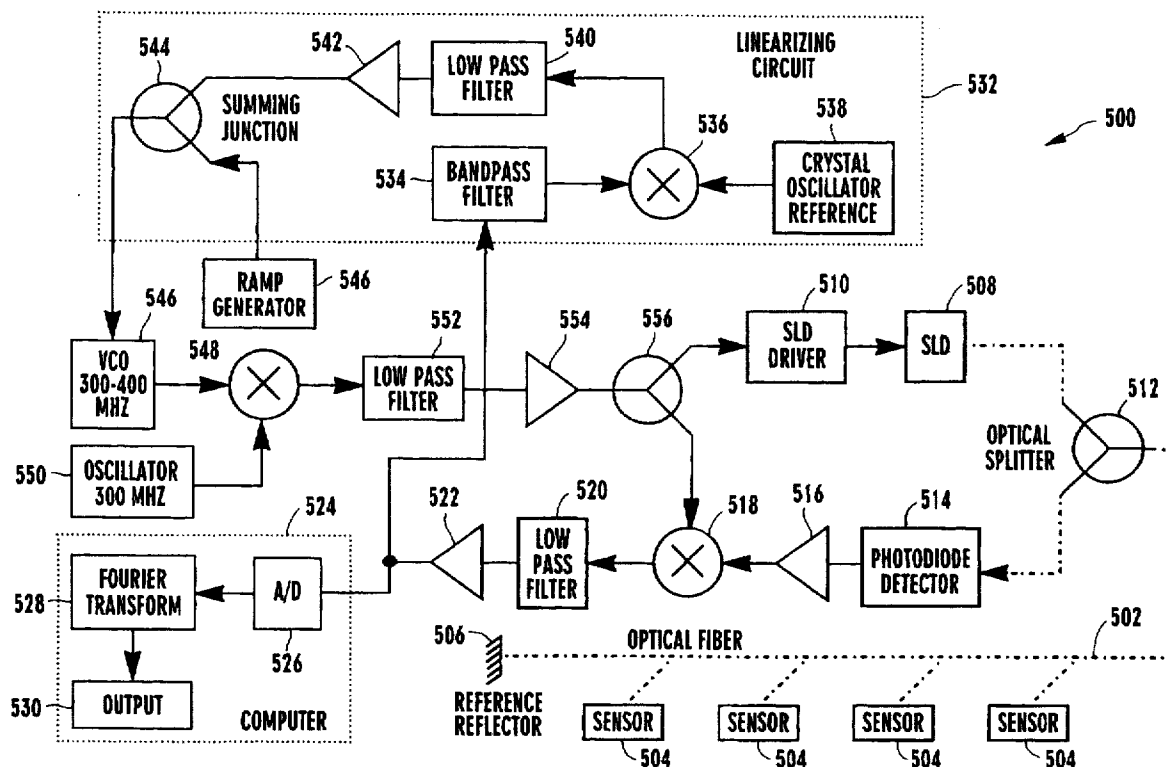 544
542
540
LOW PASS
FILTER
LINEARIZING
CIRCUIT
532
SUMMING
JUNCTION
534
BANDPASS
FILTER
536
538
CRYSTAL
OSCILLATOR
REFERENCE
500
RAMP
GENERATOR
546
546
VCO
300-400
MHZ
548
552
LOW PASS
FILTER
554
556
510
SLD
DRIVER
508
SLD
512
OPTICAL
SPLITTER
550
OSCILLATOR
300 MHZ
524
522
520
LOW
PASS
FILTER
518
516
514
PHOTODIODE
DETECTOR
528
FOURIER
TRANSFORM
A/D
526
530
OUTPUT
COMPUTER
506
REFERENCE
REFLECTOR
OPTICAL FIBER
502
SENSOR
504
SENSOR
504
SENSOR
504
SENSOR
504